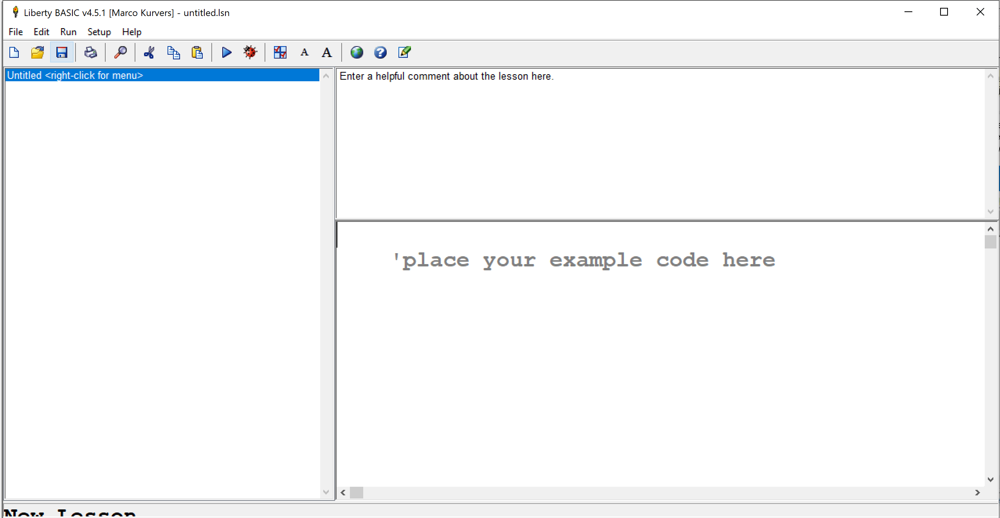 Liberty BASIC v4.5.1 [Marco Kurvers] - untitled.lsn
File Edit Run Setup Help
A A
Untitled <right-click for menu>
Enter a helpful comment about the lesson here.
'place your example code here
New Lesson